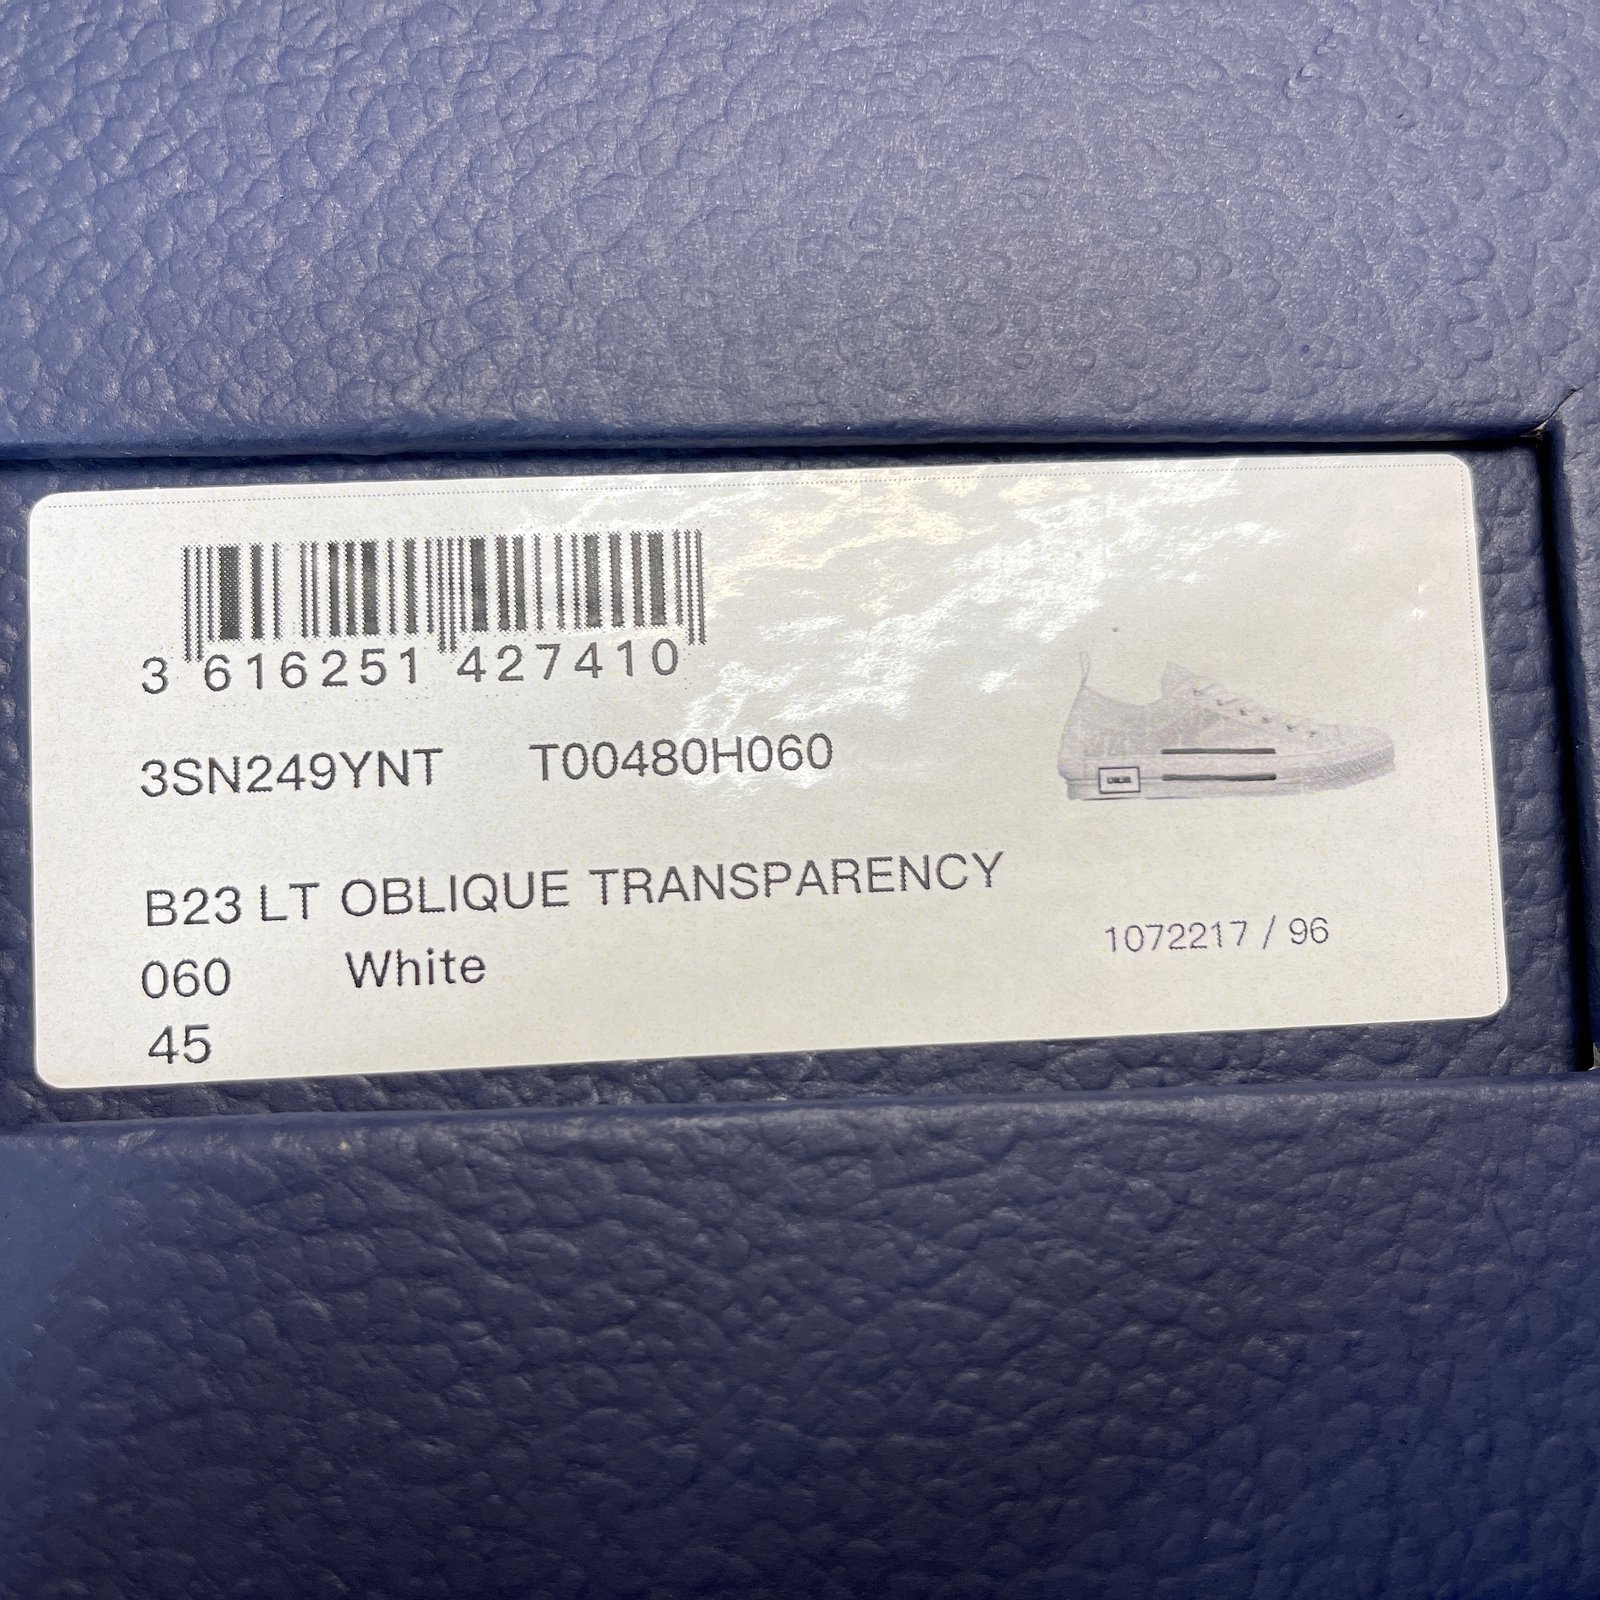 3 616251 427410
3SN249YNT T00480H060
B23 LT OBLIQUE TRANSPARENCY
060 White
1072217 / 96
45